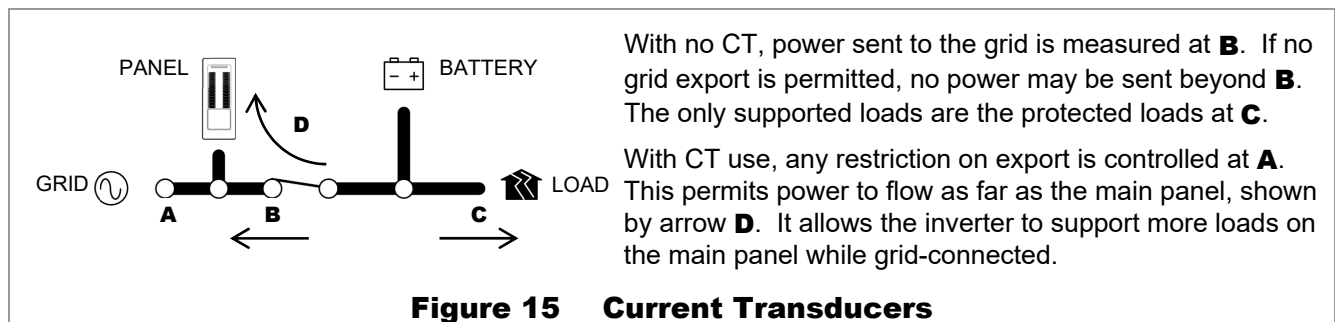 PANEL
BATTERY
D
GRID
LOAD
A
B
C
With no CT, power sent to the grid is measured at B. If no
grid export is permitted, no power may be sent beyond B.
The only supported loads are the protected loads at C.
With CT use, any restriction on export is controlled at A.
This permits power to flow as far as the main panel, shown
by arrow D. It allows the inverter to support more loads on
the main panel while grid-connected.
Figure 15 Current Transducers